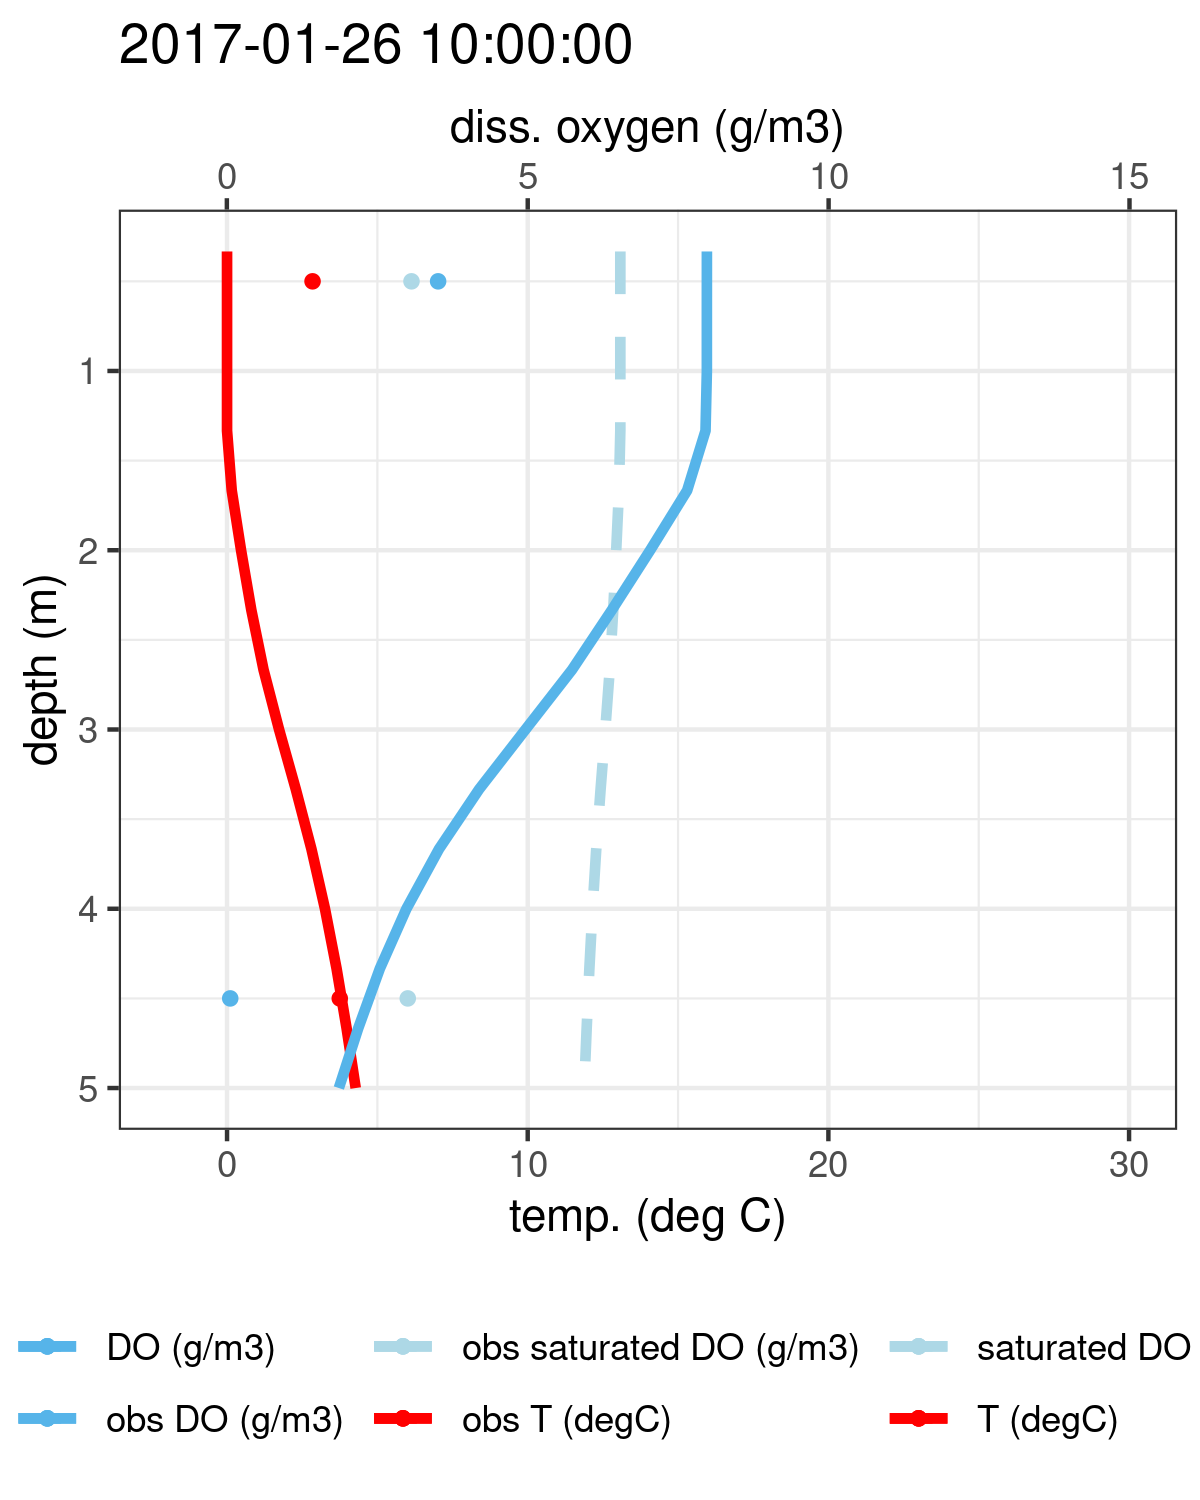 2017-01-26 10:00:00
diss. oxygen (g/m3)
0 5 10 15
depth (m)
1
2
3
4
5
0 10 20 30
temp. (deg C)
DO (g/m3) obs saturated DO (g/m3) saturated DO
obs DO (g/m3) obs T (degC) T (degC)